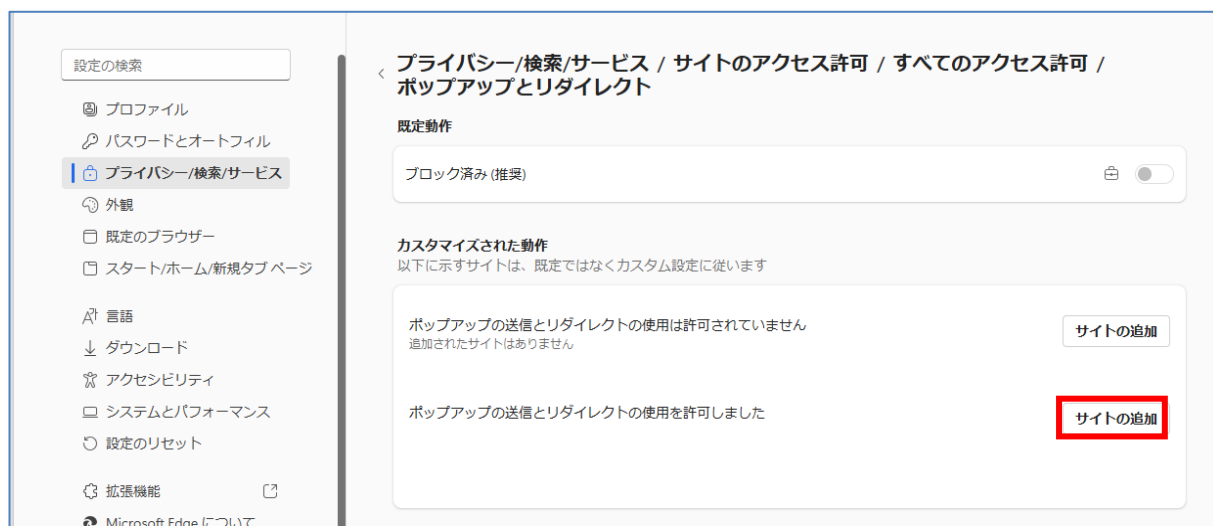 設定の検索
プロファイル
パスワードとオートフィル
プライバシー/検索/サービス
外観
既定のブラウザー
スタート/ホーム/新規タブ ページ
言語
ダウンロード
アクセシビリティ
システムとパフォーマンス
設定のリセット
拡張機能
Microsoft Edge について
プライバシー/検索/サービス / サイトのアクセス許可 / すべてのアクセス許可 /
ポップアップとリダイレクト
既定動作
ブロック済み (推奨)
カスタマイズされた動作
以下に示すサイトは、既定ではなくカスタム設定に従います
ポップアップの送信とリダイレクトの使用は許可されていません
追加されたサイトはありません
サイトの追加
ポップアップの送信とリダイレクトの使用を許可しました
サイトの追加